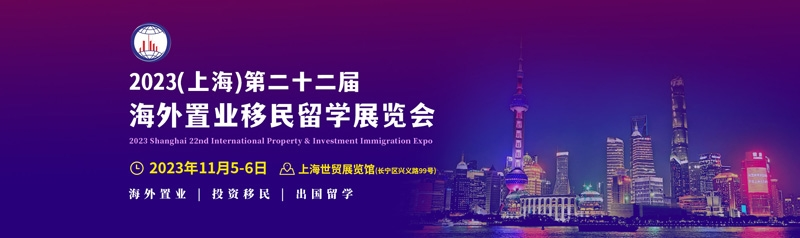 2023(上海)第二十二届
海外置业移民留学展览会
2023 Shanghai 22nd International Property & Investment Immigration Expo
2023年11月5-6日 上海世贸展览馆(长宁区兴义路99号)
海外置业 | 投资移民 | 出国留学